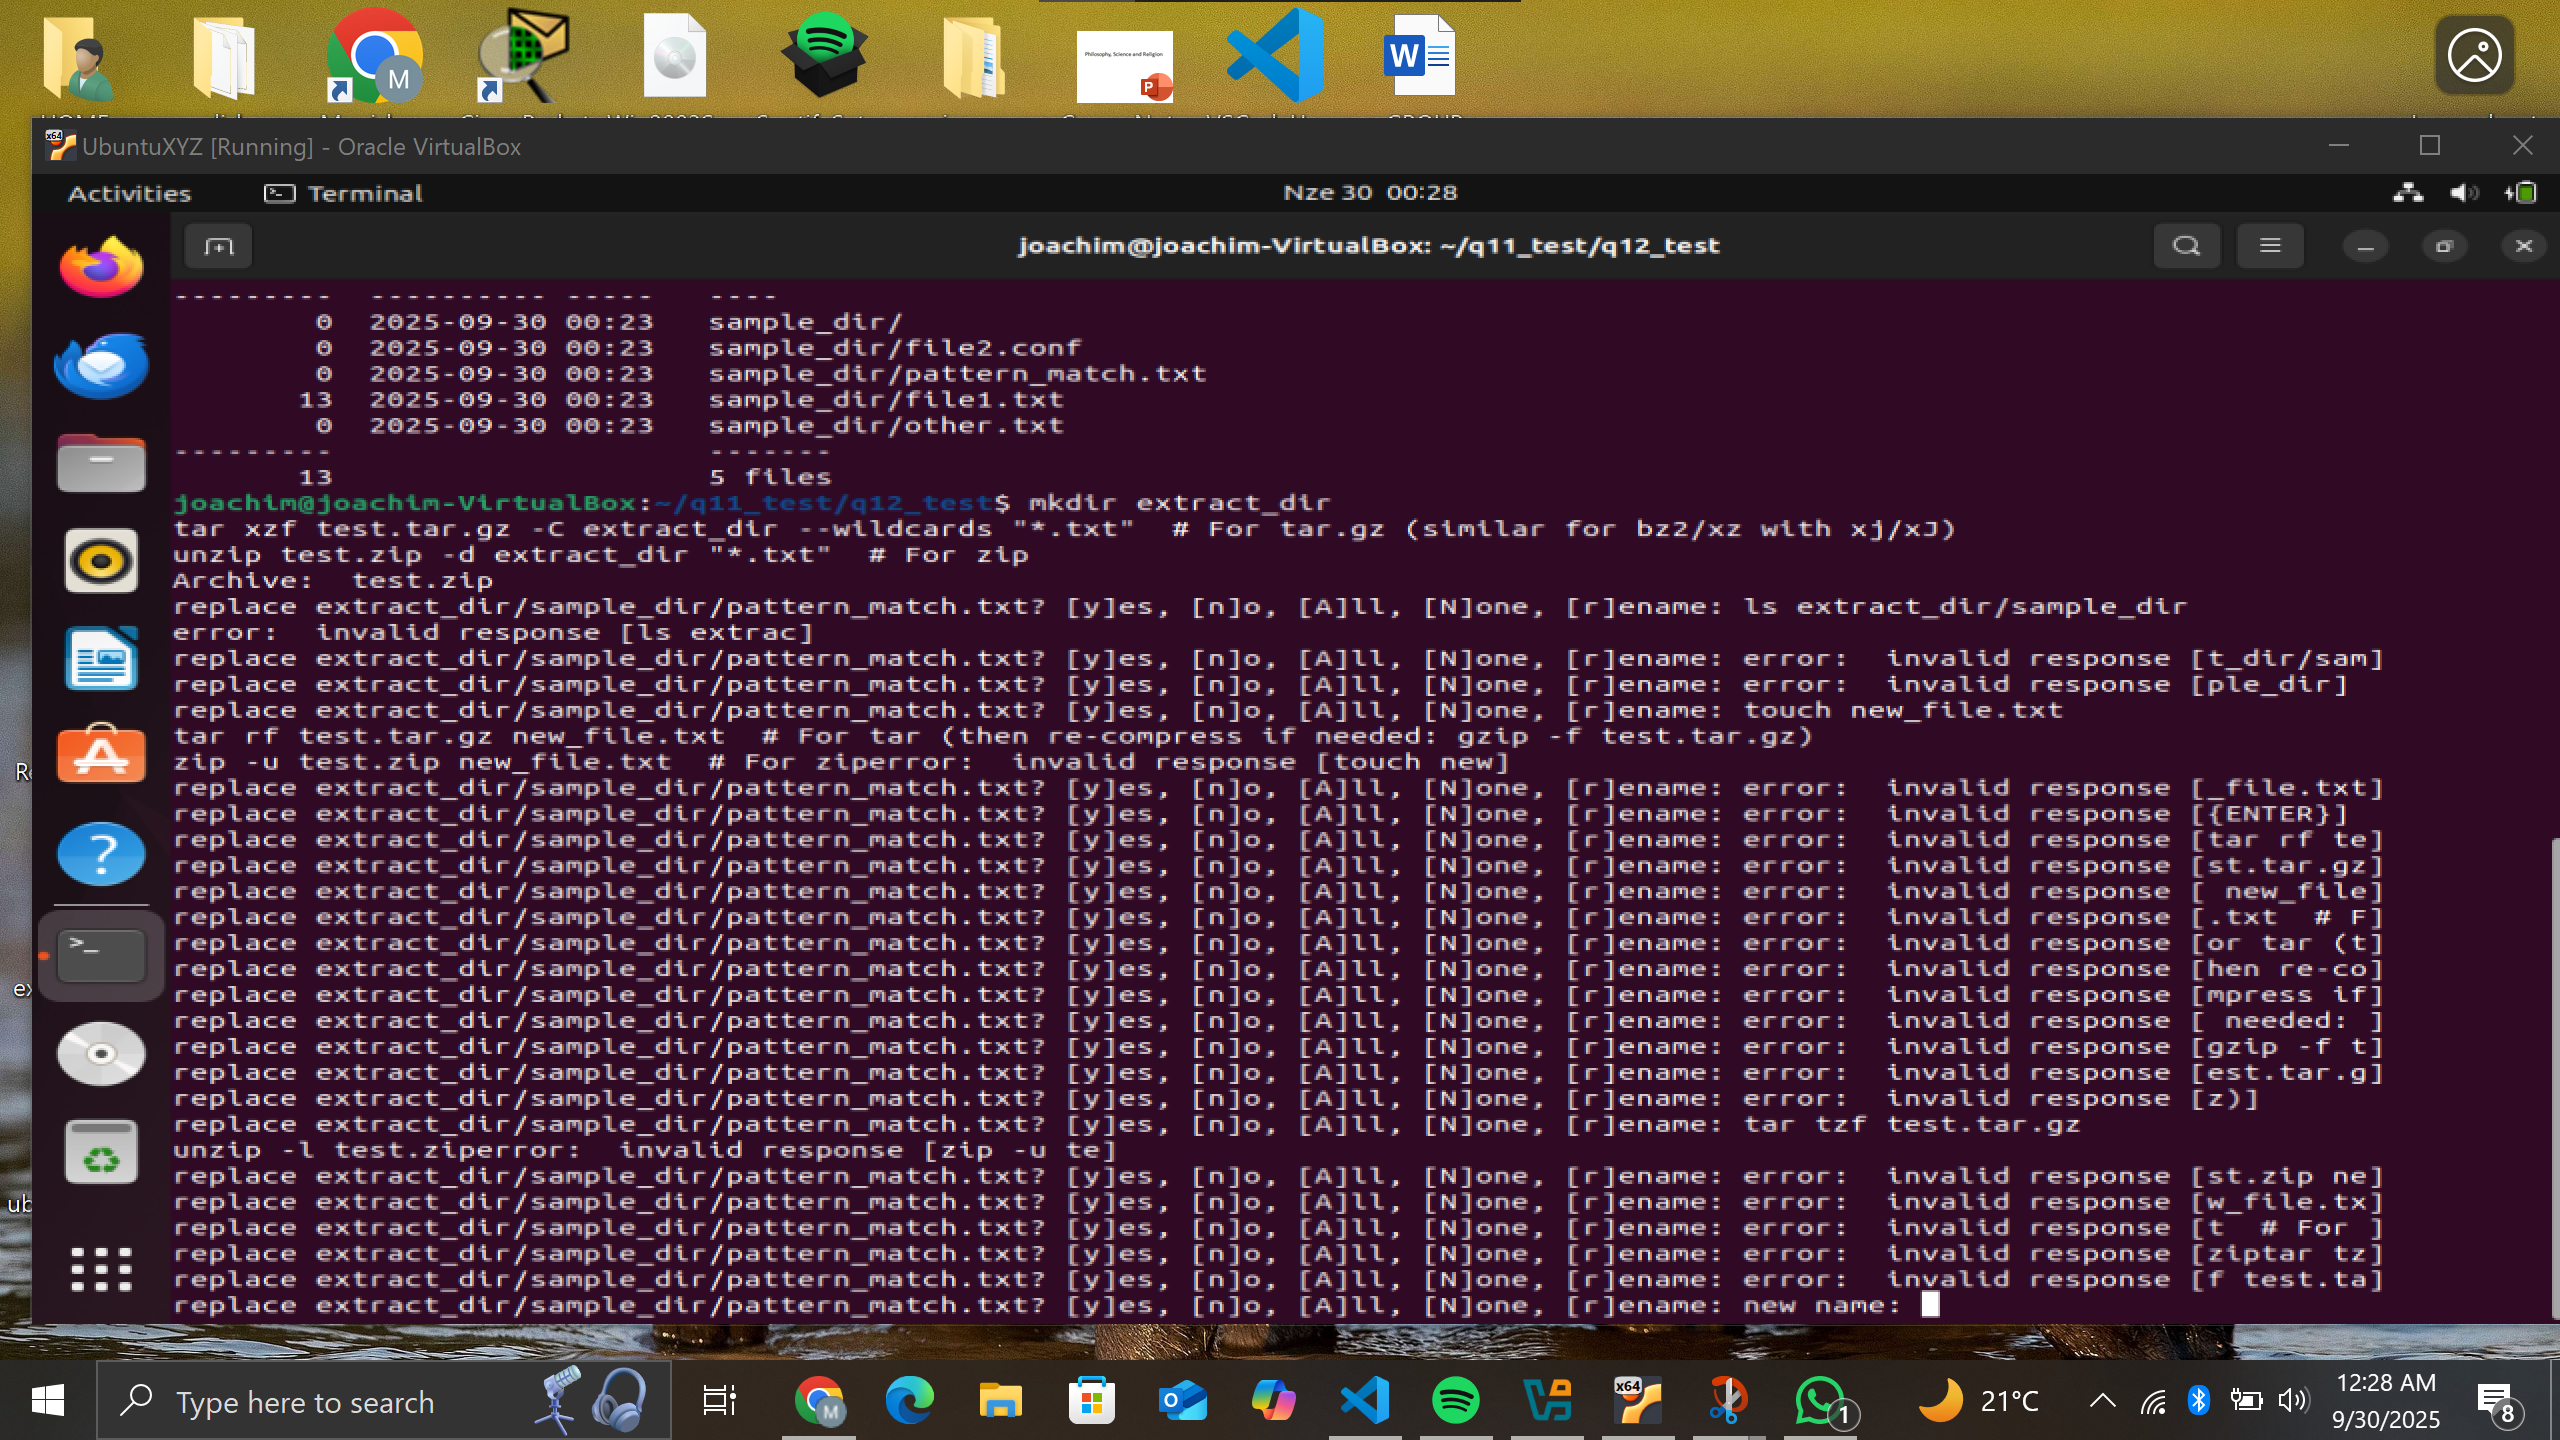 Philosophy, Science and Religion
UbuntuXYZ [Running] - Oracle VirtualBox
Activities
Terminal
Nze 30 00:28
joachim@joachim-VirtualBox: ~/q11_test/q12_test
---------  ---------- -----   ----
        0  2025-09-30 00:23   sample_dir/
        0  2025-09-30 00:23   sample_dir/file2.conf
        0  2025-09-30 00:23   sample_dir/pattern_match.txt
       13  2025-09-30 00:23   sample_dir/file1.txt
        0  2025-09-30 00:23   sample_dir/other.txt
---------                     -------
       13                     5 files
joachim@joachim-VirtualBox:~/q11_test/q12_test$ mkdir extract_dir
tar xzf test.tar.gz -C extract_dir --wildcards "*.txt"  # For tar.gz (similar for bz2/xz with xj/xJ)
unzip test.zip -d extract_dir "*.txt"  # For zip
Archive:  test.zip
replace extract_dir/sample_dir/pattern_match.txt? [y]es, [n]o, [A]ll, [N]one, [r]ename: ls extract_dir/sample_dir
error:  invalid response [ls extrac]
replace extract_dir/sample_dir/pattern_match.txt? [y]es, [n]o, [A]ll, [N]one, [r]ename: error:  invalid response [t_dir/sam]
replace extract_dir/sample_dir/pattern_match.txt? [y]es, [n]o, [A]ll, [N]one, [r]ename: error:  invalid response [ple_dir]
replace extract_dir/sample_dir/pattern_match.txt? [y]es, [n]o, [A]ll, [N]one, [r]ename: touch new_file.txt
tar rf test.tar.gz new_file.txt  # For tar (then re-compress if needed: gzip -f test.tar.gz)
zip -u test.zip new_file.txt  # For ziperror:  invalid response [touch new]
replace extract_dir/sample_dir/pattern_match.txt? [y]es, [n]o, [A]ll, [N]one, [r]ename: error:  invalid response [_file.txt]
replace extract_dir/sample_dir/pattern_match.txt? [y]es, [n]o, [A]ll, [N]one, [r]ename: error:  invalid response [{ENTER}]
replace extract_dir/sample_dir/pattern_match.txt? [y]es, [n]o, [A]ll, [N]one, [r]ename: error:  invalid response [tar rf te]
replace extract_dir/sample_dir/pattern_match.txt? [y]es, [n]o, [A]ll, [N]one, [r]ename: error:  invalid response [st.tar.gz]
replace extract_dir/sample_dir/pattern_match.txt? [y]es, [n]o, [A]ll, [N]one, [r]ename: error:  invalid response [ new_file]
replace extract_dir/sample_dir/pattern_match.txt? [y]es, [n]o, [A]ll, [N]one, [r]ename: error:  invalid response [.txt  # F]
replace extract_dir/sample_dir/pattern_match.txt? [y]es, [n]o, [A]ll, [N]one, [r]ename: error:  invalid response [or tar (t]
replace extract_dir/sample_dir/pattern_match.txt? [y]es, [n]o, [A]ll, [N]one, [r]ename: error:  invalid response [hen re-co]
replace extract_dir/sample_dir/pattern_match.txt? [y]es, [n]o, [A]ll, [N]one, [r]ename: error:  invalid response [mpress if]
replace extract_dir/sample_dir/pattern_match.txt? [y]es, [n]o, [A]ll, [N]one, [r]ename: error:  invalid response [ needed: ]
replace extract_dir/sample_dir/pattern_match.txt? [y]es, [n]o, [A]ll, [N]one, [r]ename: error:  invalid response [gzip -f t]
replace extract_dir/sample_dir/pattern_match.txt? [y]es, [n]o, [A]ll, [N]one, [r]ename: error:  invalid response [est.tar.g]
replace extract_dir/sample_dir/pattern_match.txt? [y]es, [n]o, [A]ll, [N]one, [r]ename: error:  invalid response [z)]
replace extract_dir/sample_dir/pattern_match.txt? [y]es, [n]o, [A]ll, [N]one, [r]ename: tar tzf test.tar.gz
unzip -l test.ziperror:  invalid response [zip -u te]
replace extract_dir/sample_dir/pattern_match.txt? [y]es, [n]o, [A]ll, [N]one, [r]ename: error:  invalid response [st.zip ne]
replace extract_dir/sample_dir/pattern_match.txt? [y]es, [n]o, [A]ll, [N]one, [r]ename: error:  invalid response [w_file.tx]
replace extract_dir/sample_dir/pattern_match.txt? [y]es, [n]o, [A]ll, [N]one, [r]ename: error:  invalid response [t  # For ]
replace extract_dir/sample_dir/pattern_match.txt? [y]es, [n]o, [A]ll, [N]one, [r]ename: error:  invalid response [ziptar tz]
replace extract_dir/sample_dir/pattern_match.txt? [y]es, [n]o, [A]ll, [N]one, [r]ename: error:  invalid response [f test.ta]
replace extract_dir/sample_dir/pattern_match.txt? [y]es, [n]o, [A]ll, [N]one, [r]ename: new name:
Type here to search
21°C
12:28 AM
9/30/2025
8
1